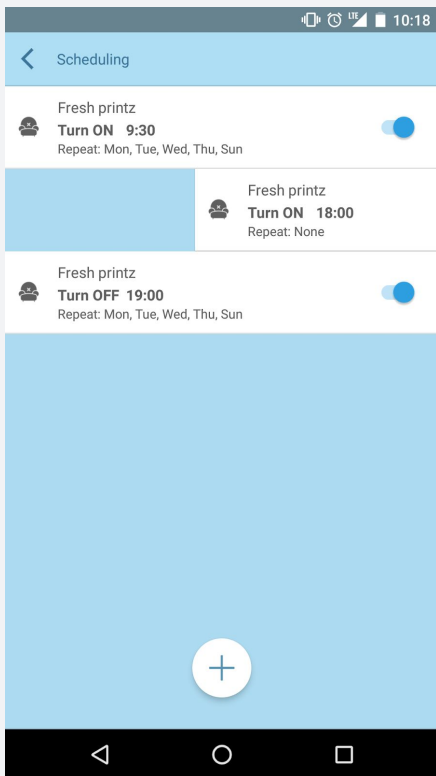 LTE 10:18
Scheduling
Fresh printz
Turn ON 9:30
Repeat: Mon, Tue, Wed, Thu, Sun
Fresh printz
Turn ON 18:00
Repeat: None
Fresh printz
Turn OFF 19:00
Repeat: Mon, Tue, Wed, Thu, Sun